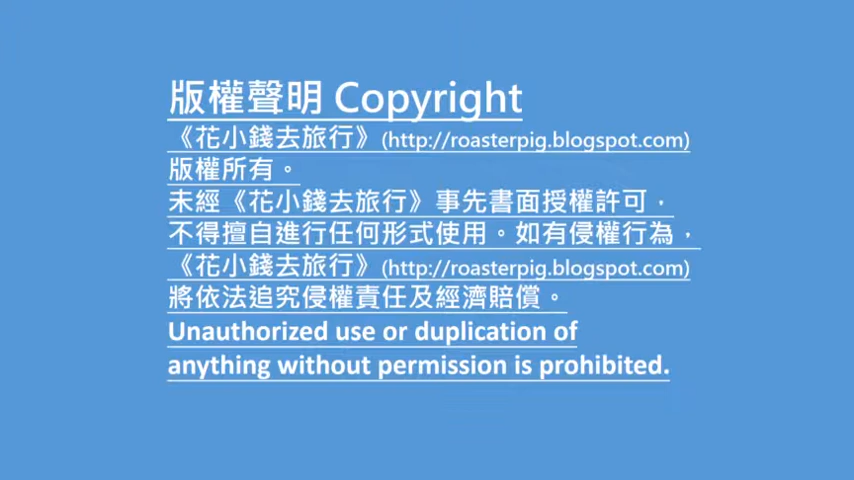 版權聲明 Copyright
《花小錢去旅行》(http://roasterpig.blogspot.com)
版權所有。
未經《花小錢去旅行》事先書面授權許可，
不得擅自進行任何形式使用。如有侵權行為，
《花小錢去旅行》(http://roasterpig.blogspot.com)
將依法追究侵權責任及經濟賠償。
Unauthorized use or duplication of
anything without permission is prohibited.